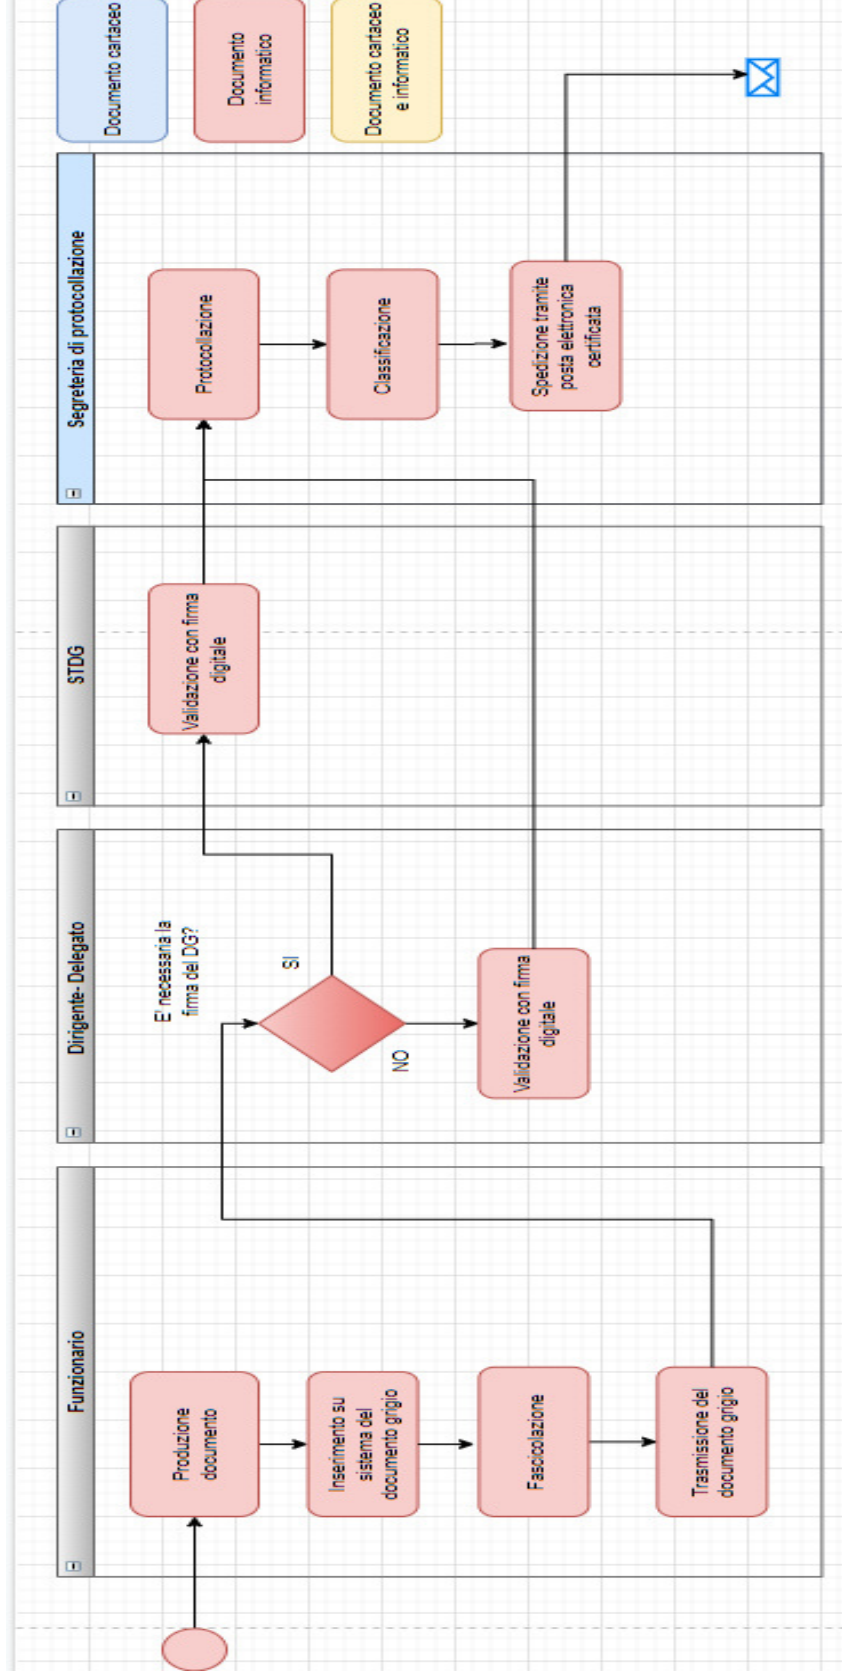 Funzionario
Produzione
documento
Inserimento su
sistema del
documento grigio
Fascicolazione
Trasmissione del
documento grigio
Dirigente- Delegato
E' necessaria la
firma del DG?
SI
NO
Validazione con firma
digitale
STDG
Validazione con firma
digitale
Segreteria di protocollazione
Protocollazione
Classificazione
Spedizione tramite
posta elettronica
certificata
Documento cartaceo
Documento
informatico
Documento cartaceo
e informatico